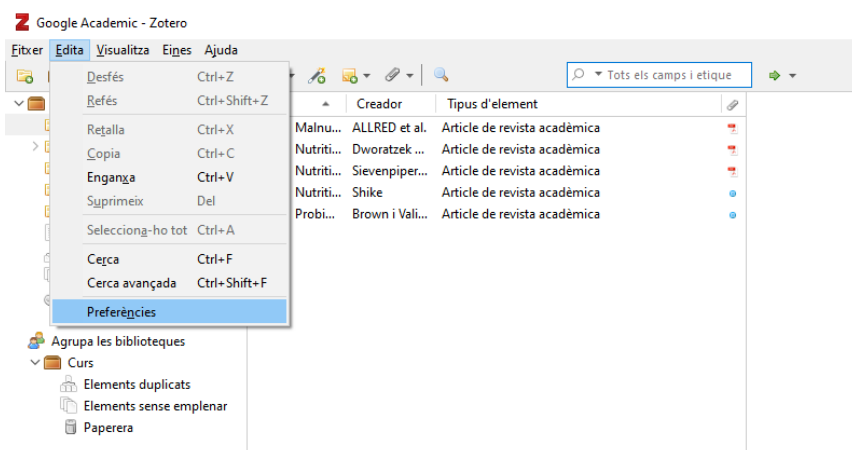 Google Academic - Zotero
Fitxer Edita Visualitza Eines Ajuda
Tots els camps i etique
Desfés Ctrl+Z
Refés Ctrl+Shift+Z
Retalla Ctrl+X
Copia Ctrl+C
Enganxa Ctrl+V
Suprimeix Del
Selecciona-ho tot Ctrl+A
Cerca Ctrl+F
Cerca avançada Ctrl+Shift+F
Preferències
Creador Tipus d'element
Malnu... ALLRED et al. Article de revista acadèmica
Nutriti... Dworatzek ... Article de revista acadèmica
Nutriti... Sievenpiper... Article de revista acadèmica
Nutriti... Shike Article de revista acadèmica
Probi... Brown i Vali... Article de revista acadèmica
Agrupa les biblioteques
Curs
Elements duplicats
Elements sense emplenar
Paperera